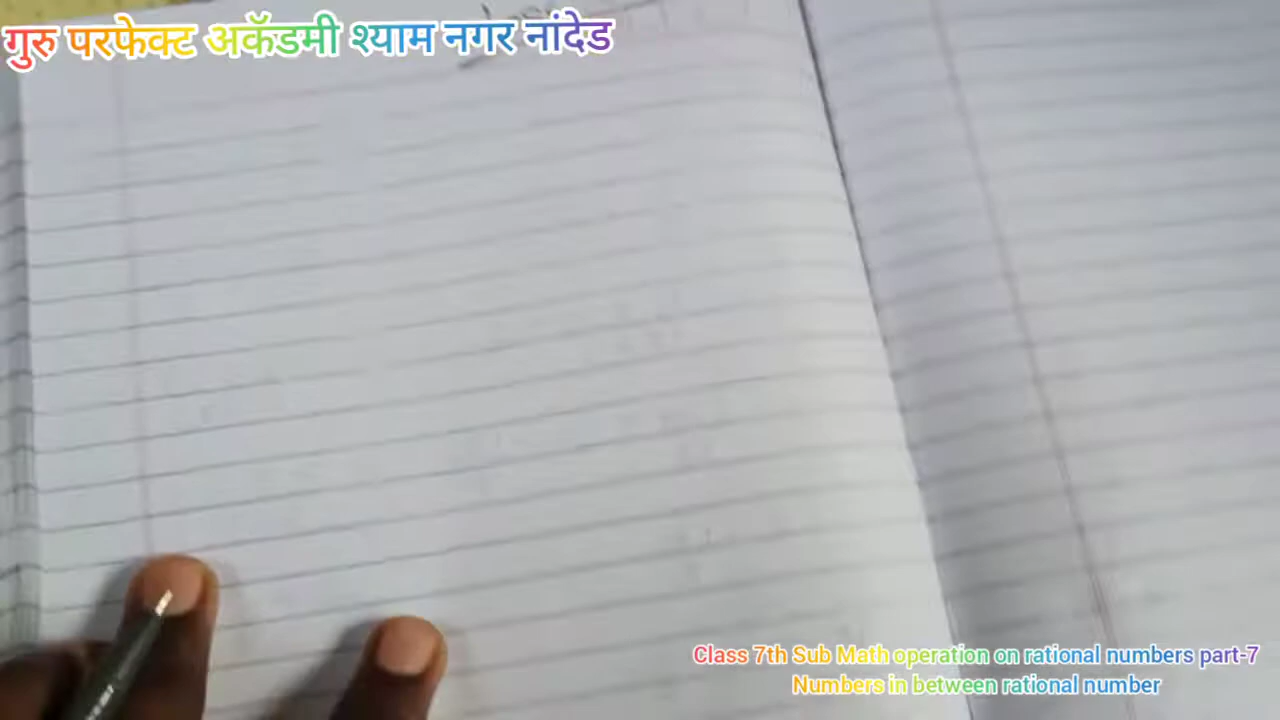 गुरु परफेक्ट अकॅडमी श्याम नगर नांदेड
Class 7th Sub Math operation on rational numbers part-7
Numbers in between rational number